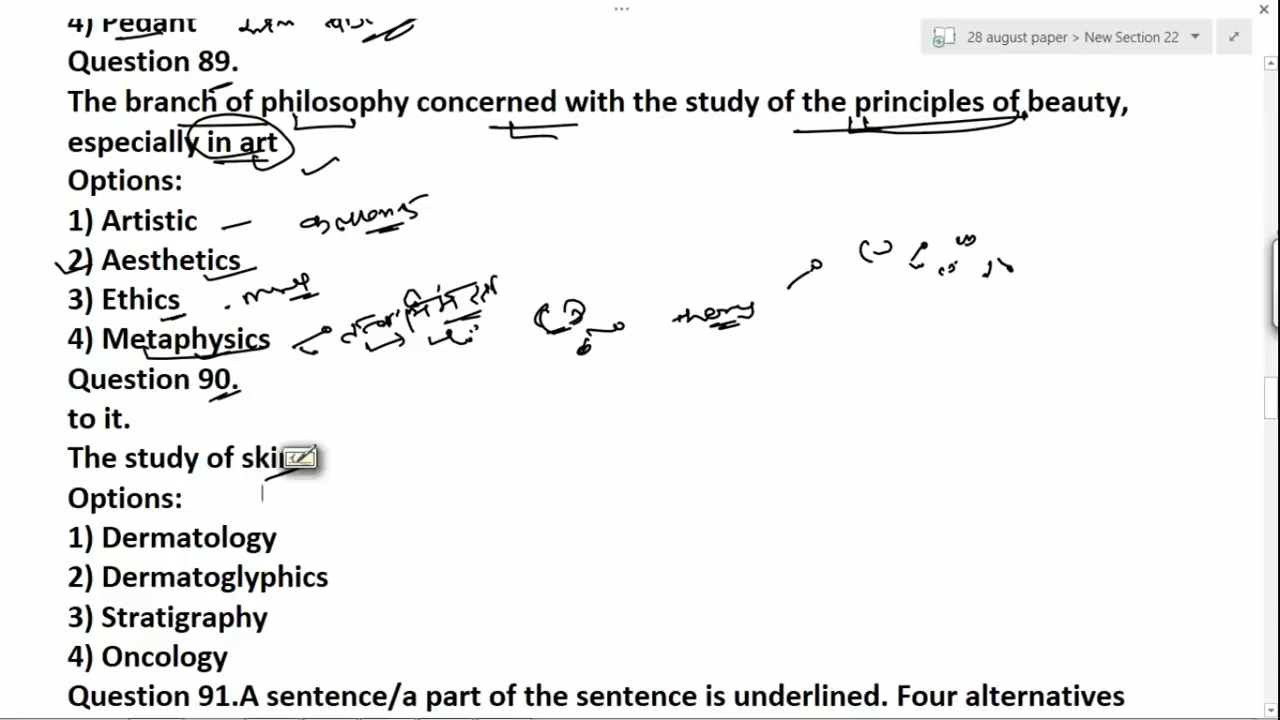 4) Pedant
28 august paper > New Section 22
Question 89.
The branch of philosophy concerned with the study of the principles of beauty,
especially in art
Options:
1) Artistic
2) Aesthetics
3) Ethics
4) Metaphysics
theory
Question 90.
to it.
The study of skin
Options:
1) Dermatology
2) Dermatoglyphics
3) Stratigraphy
4) Oncology
Question 91.A sentence/a part of the sentence is underlined. Four alternatives